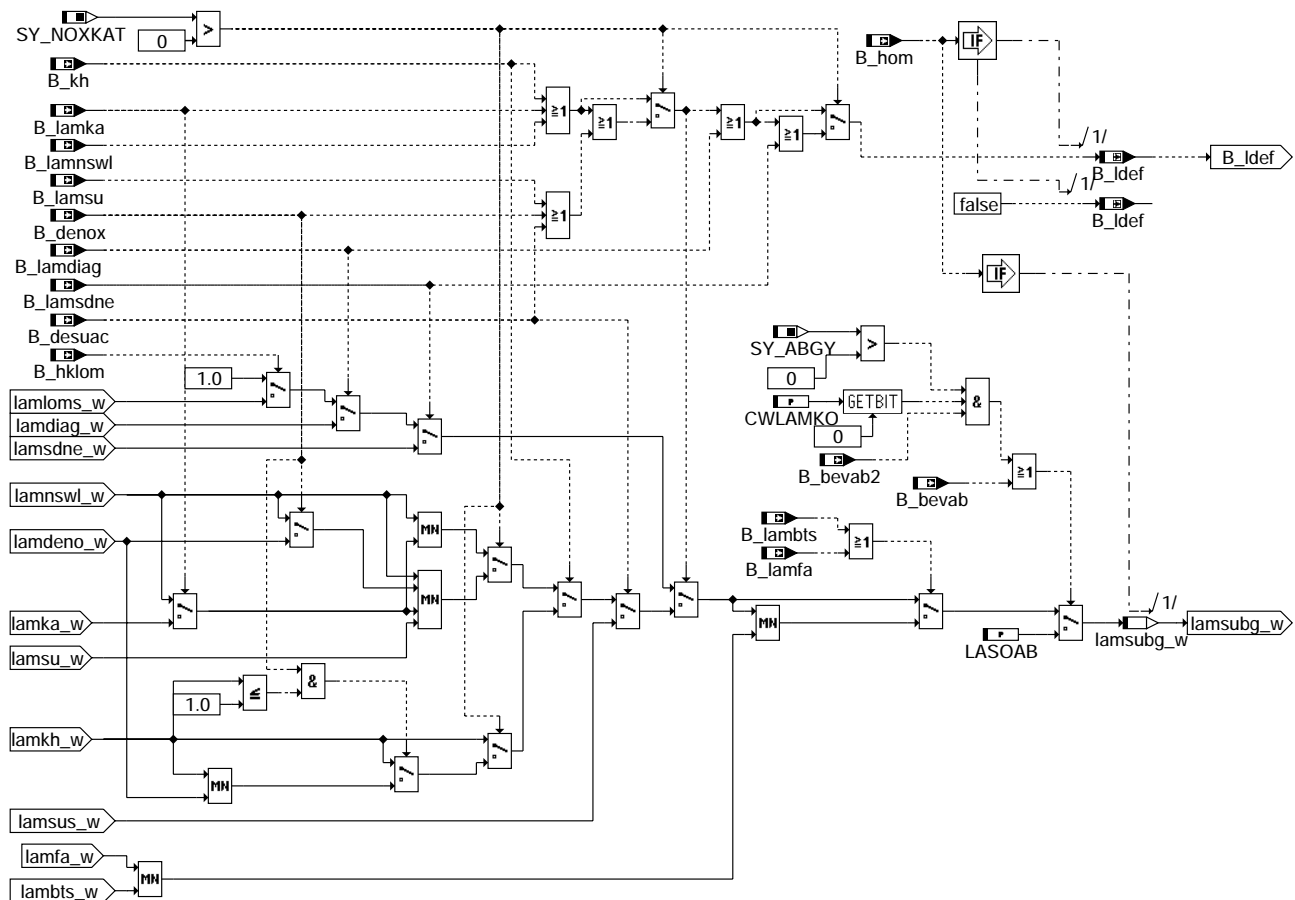 SY_NOXKAT
0
>
B_kh
B_hom
IF
B_lamka
≥1
≥1
≥1
≥1
B_lamnswl
/1/
B_ldef
B_ldef
B_lamsu
/1/
B_denox
≥1
false
B_ldef
B_lamdiag
B_lamsdne
IF
B_desuac
B_hklom
SY_ABGY
>
1.0
0
lamloms_w
CWLAMKO
GETBIT
&
lamdiag_w
0
lamsdne_w
B_bevab2
≥1
lamnswl_w
B_bevab
MN
B_lambts
lamdeno_w
≥1
B_lamfa
MN
/1/
lamka_w
MN
lamsubg_w
lamsubg_w
LASOAB
lamsu_w
&
≤
1.0
lamkh_w
MN
lamsus_w
lamfa_w
MN
lambts_w